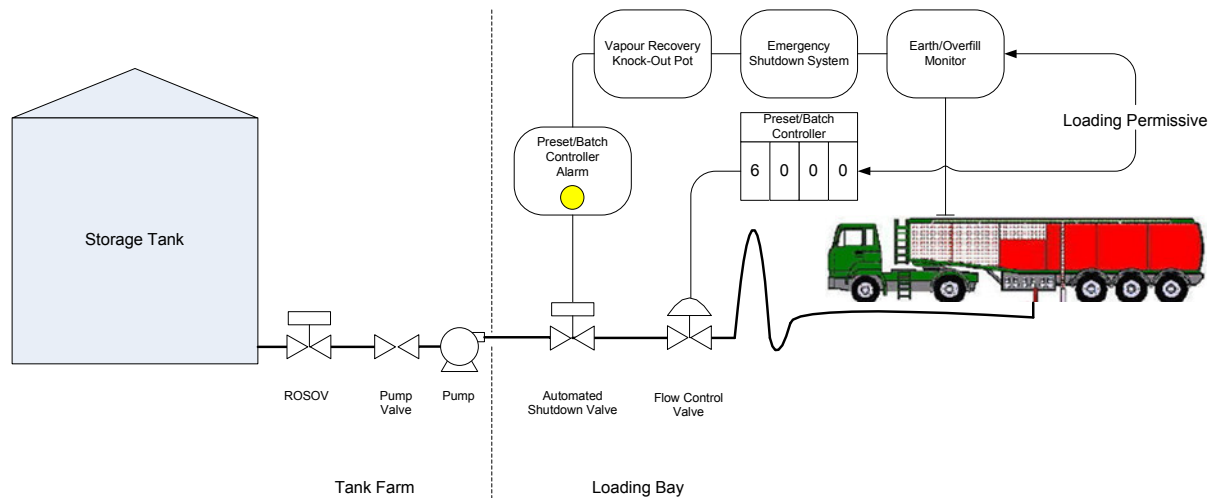 Vapour Recovery
Knock-Out Pot
Emergency
Shutdown System
Earth/Overfill
Monitor
Loading Permissive
Preset/Batch
Controller
6 0 0 0
Preset/Batch
Controller
Alarm
Storage Tank
ROSOV
Pump
Valve
Pump
Automated
Shutdown Valve
Flow Control
Valve
Tank Farm
Loading Bay